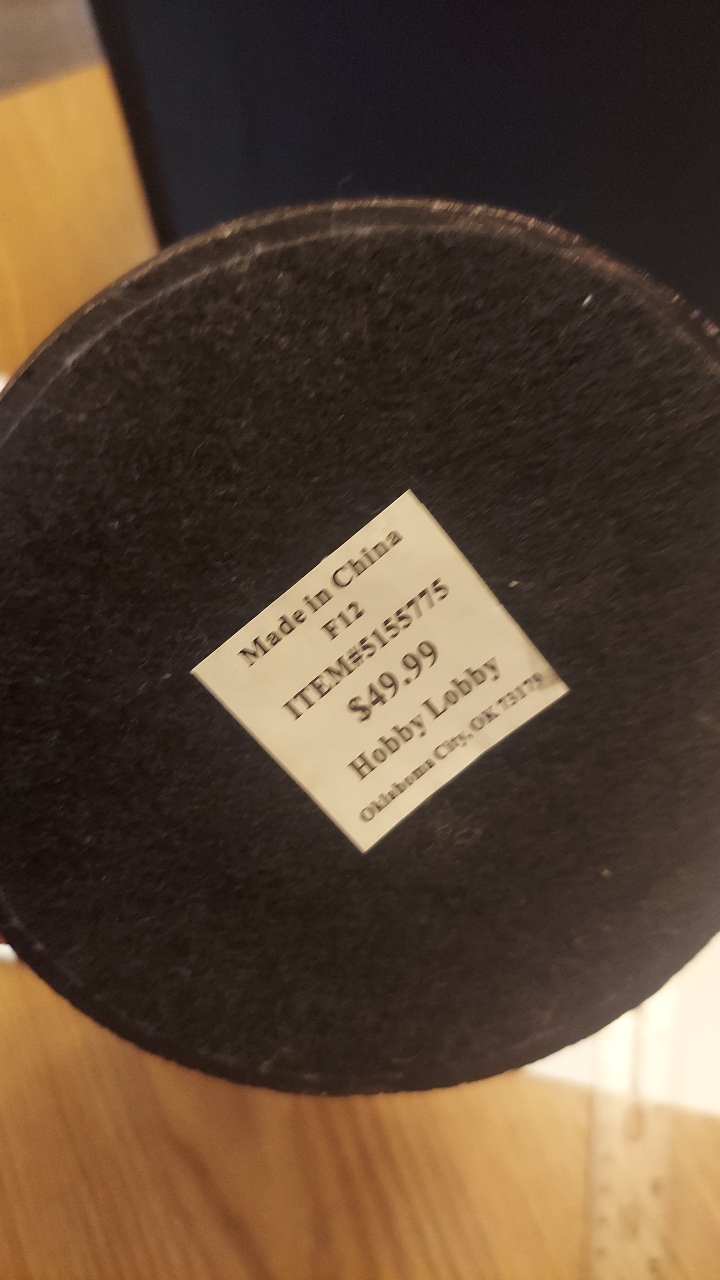 Made in China
F12
ITEM#5155775
$49.99
Hobby Lobby
Oklahoma City, OK 73179